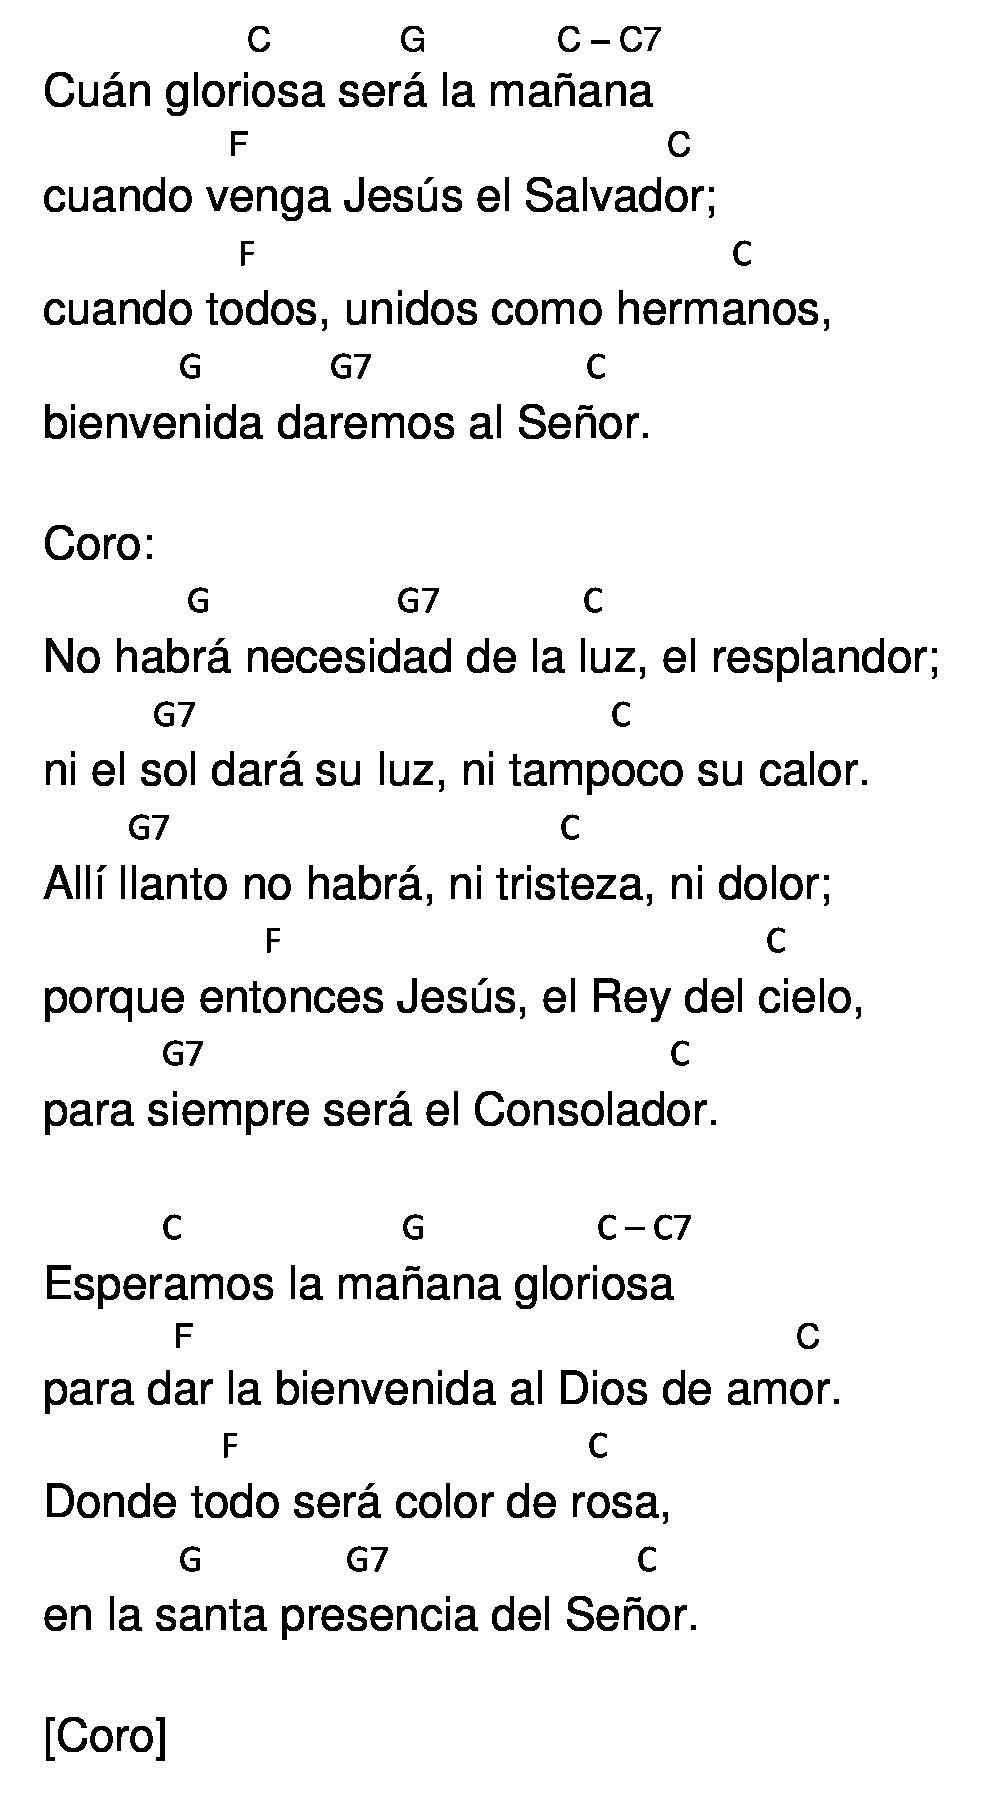 C G C – C7
Cuán gloriosa será la mañana
F C
cuando venga Jesús el Salvador;
F C
cuando todos, unidos como hermanos,
G G7 C
bienvenida daremos al Señor.
Coro:
G G7 C
No habrá necesidad de la luz, el resplandor;
G7 C
ni el sol dará su luz, ni tampoco su calor.
G7 C
Allí llanto no habrá, ni tristeza, ni dolor;
F C
porque entonces Jesús, el Rey del cielo,
G7 C
para siempre será el Consolador.
C G C – C7
Esperamos la mañana gloriosa
F C
para dar la bienvenida al Dios de amor.
F C
Donde todo será color de rosa,
G G7 C
en la santa presencia del Señor.
[Coro]